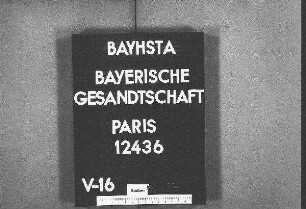 BAYHSTA
BAYERISCHE
GESANDTSCHAFT
PARIS
12436
V-16